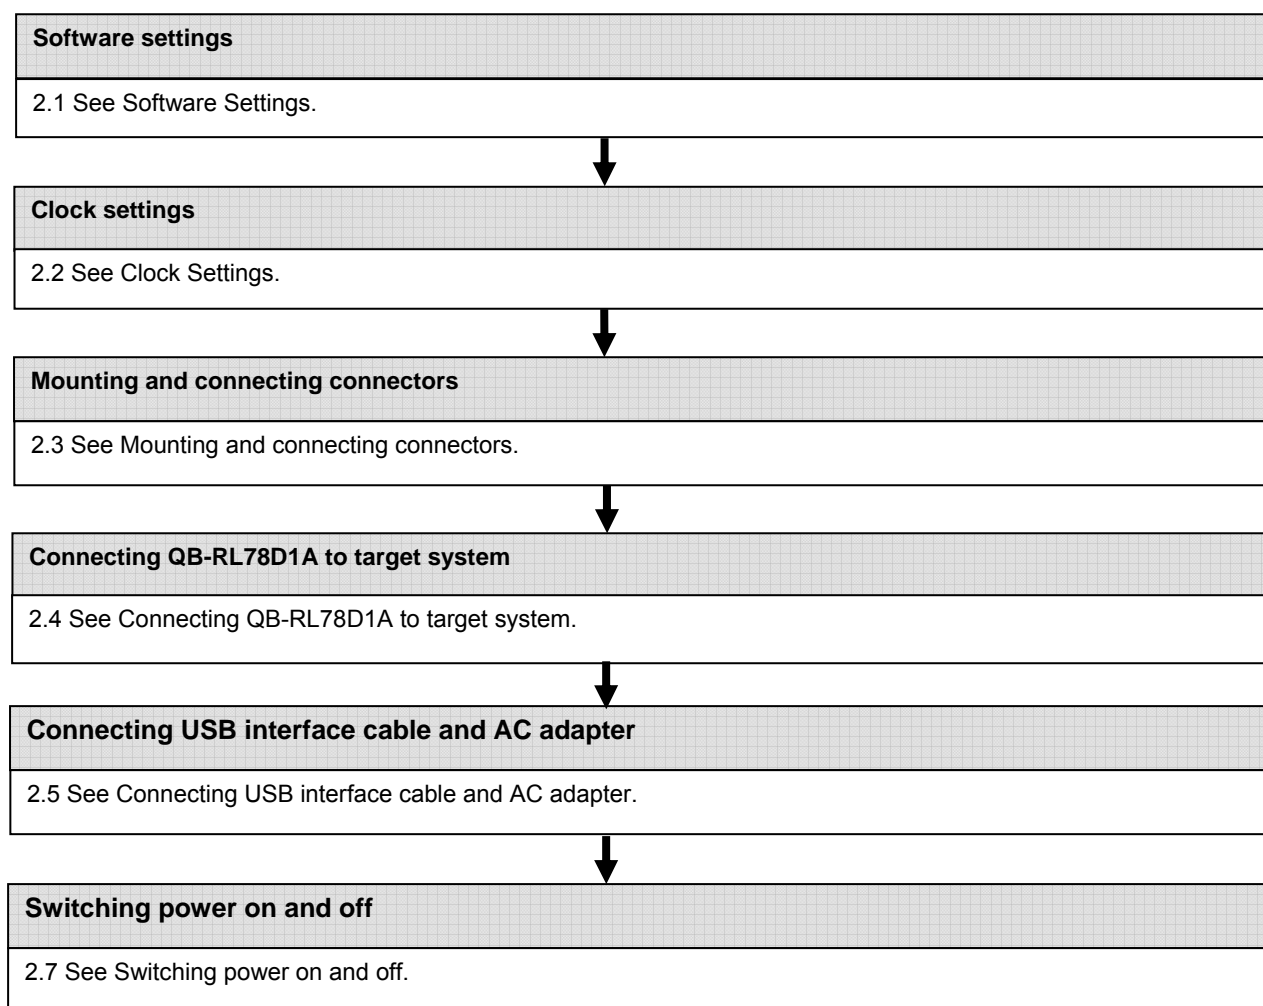 Software settings
2.1 See Software Settings.
Clock settings
2.2 See Clock Settings.
Mounting and connecting connectors
2.3 See Mounting and connecting connectors.
Connecting QB-RL78D1A to target system
2.4 See Connecting QB-RL78D1A to target system.
Connecting USB interface cable and AC adapter
2.5 See Connecting USB interface cable and AC adapter.
Switching power on and off
2.7 See Switching power on and off.